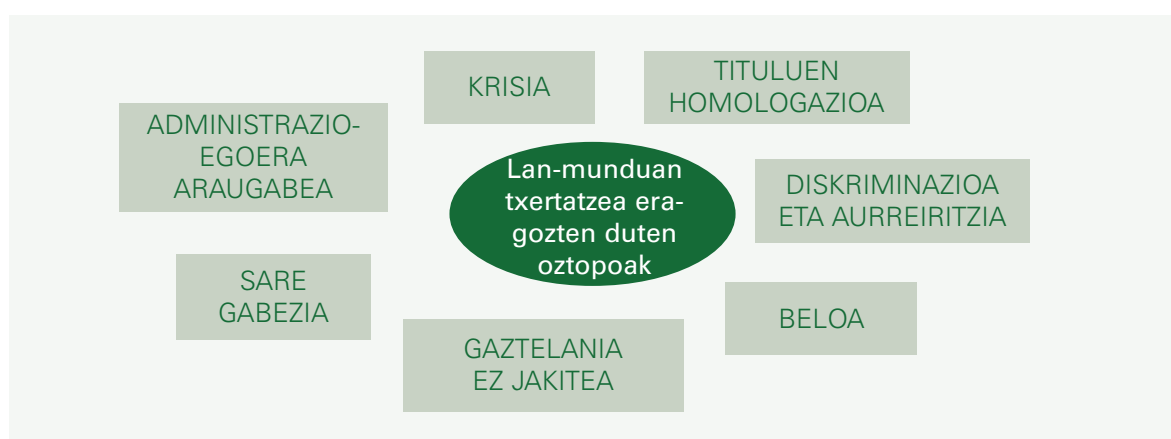 KRISIA
TITULUEN
HOMOLOGAZIOA
ADMINISTRAZIO-
EGOERA
ARAUGABEA
Lan-munduan
txertatzea era-
gozten duten
oztopoak
DISKRIMINAZIOA
ETA AURREIRITZIA
SARE
GABEZIA
BELOA
GAZTELANIA
EZ JAKITEA